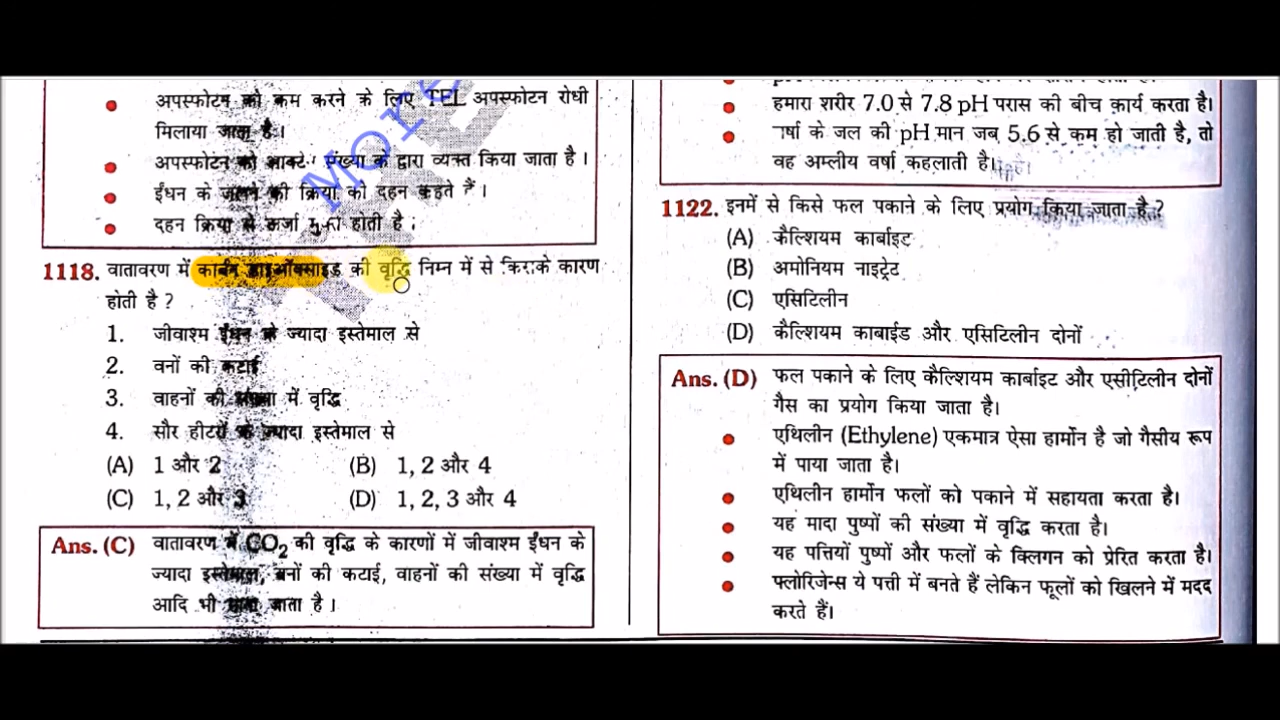 अपस्फोटन को कम करने के लिए TEL अपस्फोटन रोधी
मिलाया जाता है।
अपस्फोटन को संख्या के द्वारा व्यक्त किया जाता है।
ईंधन के जलने की क्रिया को दहन कहते हैं।
दहन क्रिया से ऊर्जा होती है।
More
1118. वातावरण में कार्बन डाइऑक्साइड की वृद्धि निम्न में से किसके कारण
होती है ?
1. जीवाश्म ईंधन के ज्यादा इस्तेमाल से
2. वनों की कटाई
3. वाहनों की संख्या में वृद्धि
4. सौर हीटरों के ज्यादा इस्तेमाल से
(A) 1 और 2 (B) 1, 2 और 4
(C) 1, 2 और 3 (D) 1, 2, 3 और 4
Ans. (C) वातावरण में CO₂ की वृद्धि के कारणों में जीवाश्म ईंधन के
ज्यादा इस्तेमाल, वनों की कटाई, वाहनों की संख्या में वृद्धि
आदि भी माना जाता है।
हमारा शरीर 7.0 से 7.8 pH परास की बीच कार्य करता है।
के जल की pH मान जब 5.6 से कम हो जाती है, तो
वह अम्लीय वर्षा कहलाती है।
1122. इनमें से किसे फल पकाने के लिए प्रयोग किया जाता है ?
(A) कैल्शियम कार्बाइट
(B) अमोनियम नाइट्रेट
(C) एसिटिलीन
(D) कैल्शियम काबाईड और एसिटिलीन दोनों
Ans. (D) फल पकाने के लिए कैल्शियम कार्बाइट और एसीटिलीन दोनों
गैस का प्रयोग किया जाता है।
एथिलीन (Ethylene) एकमात्र ऐसा हार्मोन है जो गैसीय रूप
में पाया जाता है।
एथिलीन हार्मोन फलों को पकाने में सहायता करता है।
यह मादा पुष्पों की संख्या में वृद्धि करता है।
यह पत्तियों पुष्पों और फलों के क्लिगन को प्रेरित करता है।
फ्लोरिजेन्स ये पत्ती में बनते हैं लेकिन फूलों को खिलने में मदद
करते हैं।